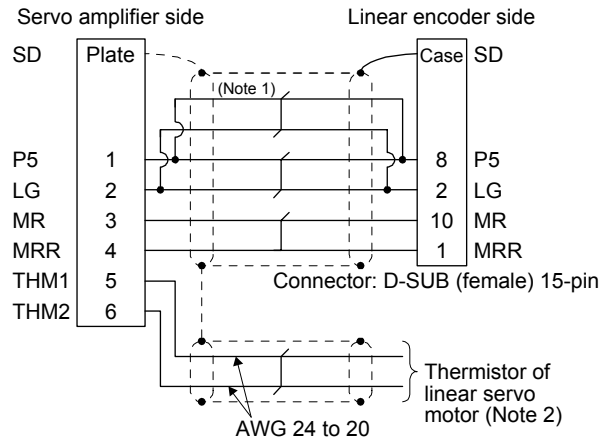 Servo amplifier side Linear encoder side
SD Plate Case SD
(Note 1)
P5 1 8 P5
LG 2 2 LG
MR 3 10 MR
MRR 4 1 MRR
THM1 5 Connector: D-SUB (female) 15-pin
THM2 6
Thermistor of
linear servo
motor (Note 2)
AWG 24 to 20